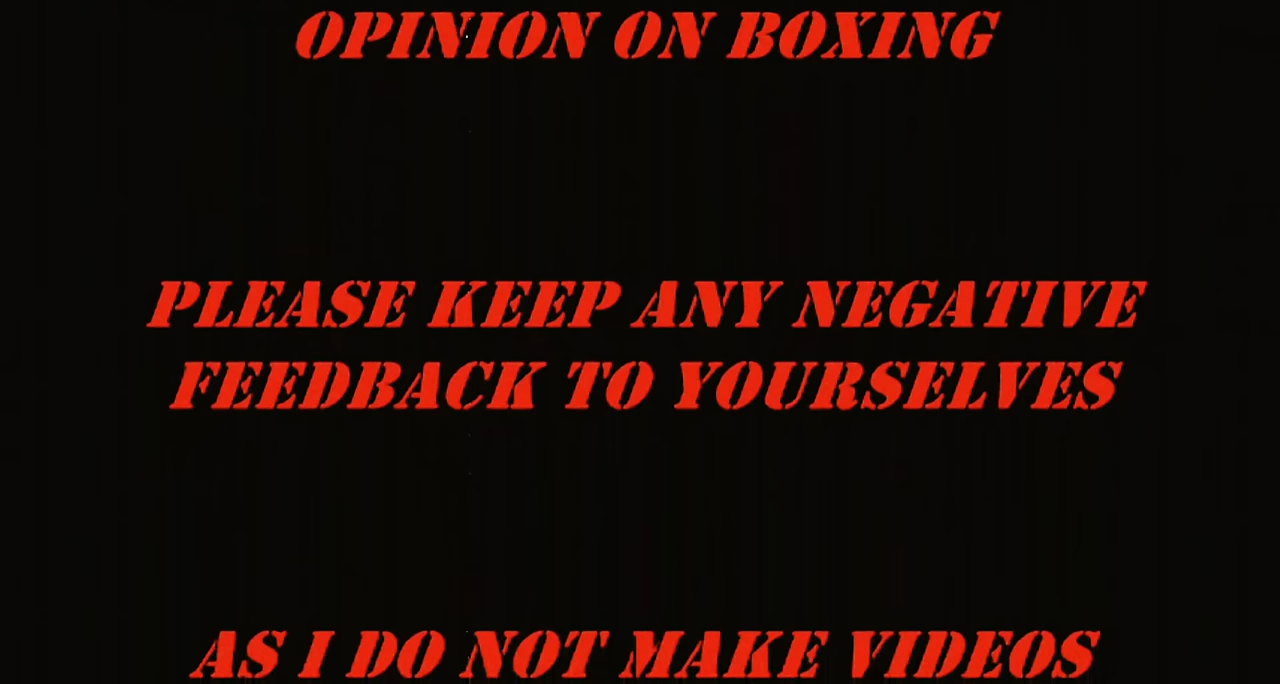 OPINION ON BOXING
PLEASE KEEP ANY NEGATIVE
FEEDBACK TO YOURSELVES
AS I DO NOT MAKE VIDEOS